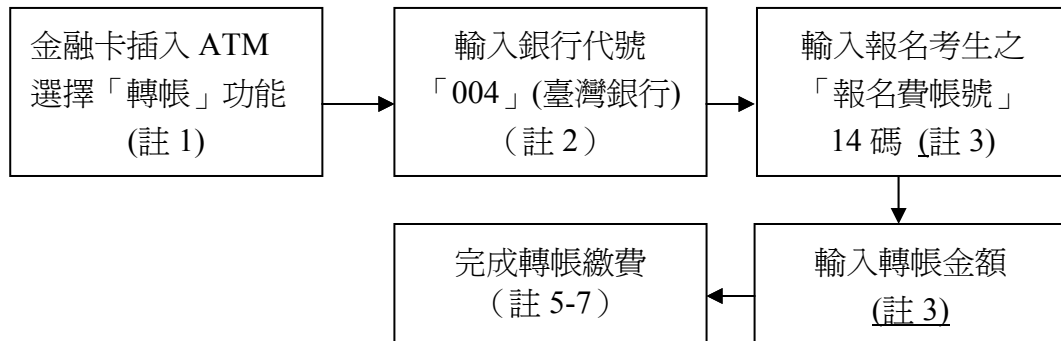 金融卡插入 ATM
選擇「轉帳」功能
(註 1)
輸入銀行代號
「004」(臺灣銀行)
（註 2）
輸入報名考生之
「報名費帳號」
14 碼 (註 3)
輸入轉帳金額
(註 3)
完成轉帳繳費
（註 5-7）